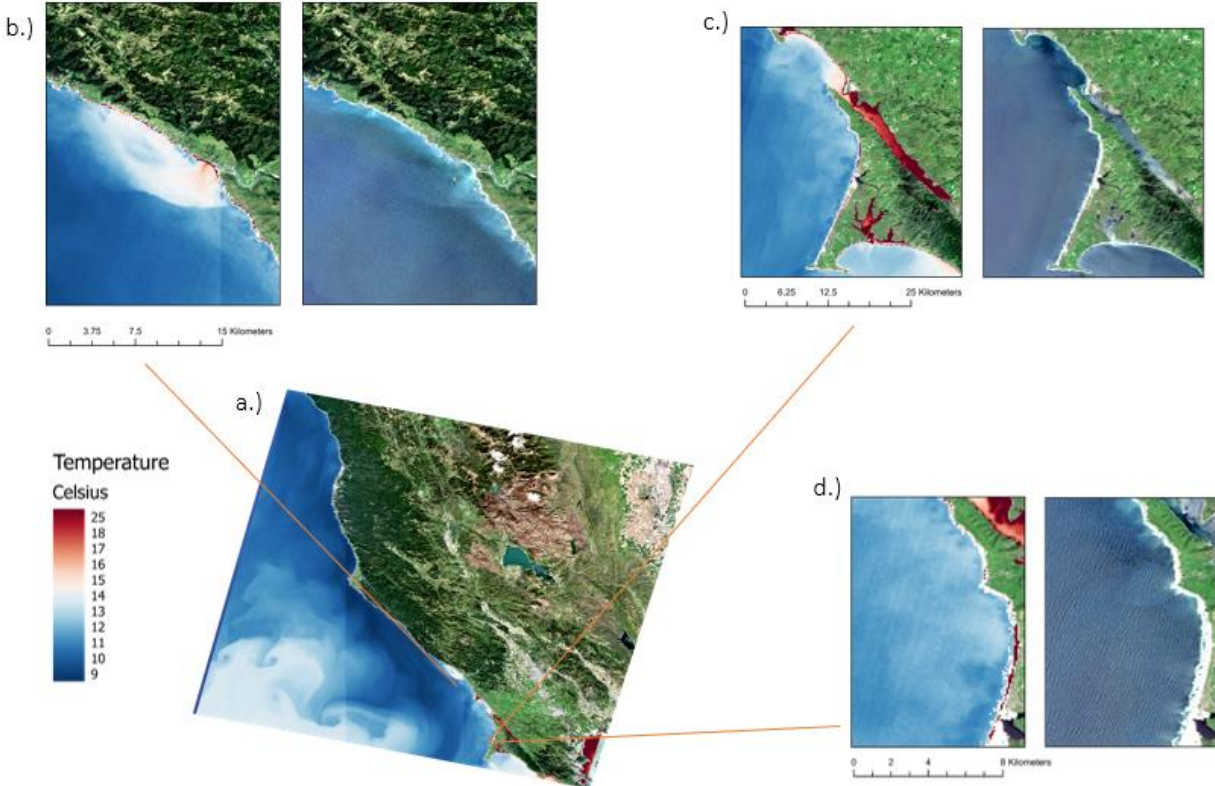 b.)
0 3.75 7.5 15 Kilometers
c.)
0 6.25 12.5 25 Kilometers
a.)
Temperature
Celsius
25
18
17
16
15
14
13
12
11
10
9
d.)
0 2 4 8 Kilometers